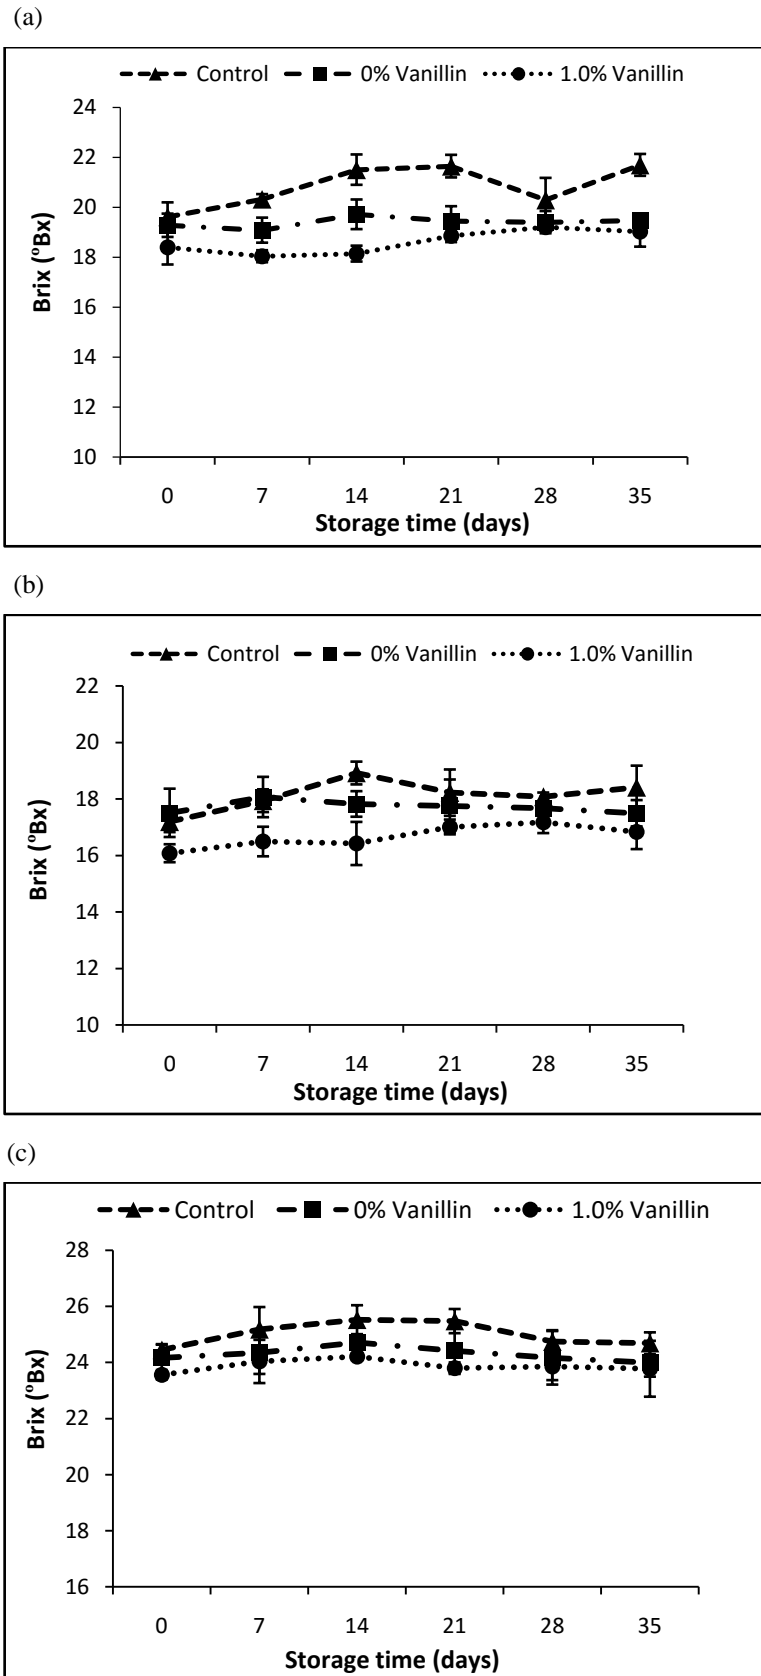 (a)
Control 0% Vanillin 1.0% Vanillin
24
22
20
18
16
14
12
10
Brix (°Bx)
0 7 14 21 28 35
Storage time (days)
(b)
Control 0% Vanillin 1.0% Vanillin
22
20
18
16
14
12
10
Brix (°Bx)
0 7 14 21 28 35
Storage time (days)
(c)
Control 0% Vanillin 1.0% Vanillin
28
26
24
22
20
18
16
Brix (°Bx)
0 7 14 21 28 35
Storage time (days)